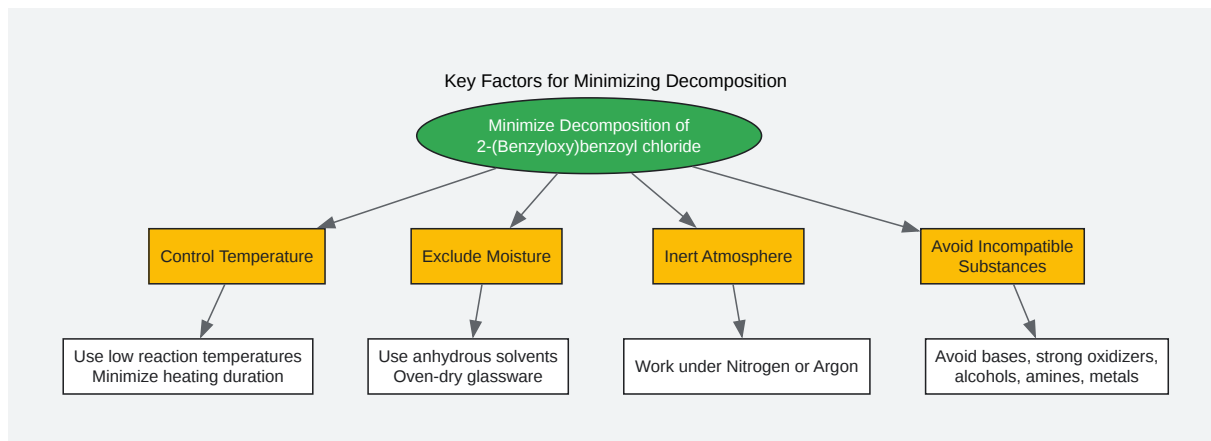 Key Factors for Minimizing Decomposition
Minimize Decomposition of
2-(Benzyloxy)benzoyl chloride
Control Temperature
Exclude Moisture
Inert Atmosphere
Avoid Incompatible
Substances
Use low reaction temperatures
Minimize heating duration
Use anhydrous solvents
Oven-dry glassware
Work under Nitrogen or Argon
Avoid bases, strong oxidizers,
alcohols, amines, metals